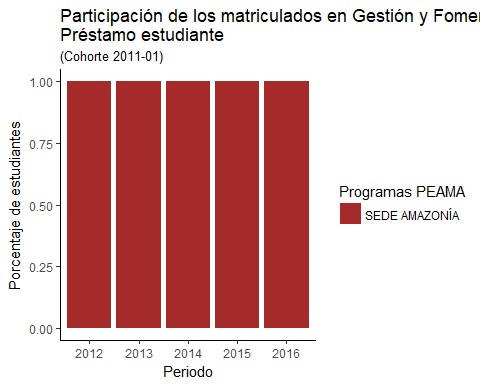 Participación de los matriculados en Gestión y
Préstamo estudiante
(Cohorte 2011-01)
Porcentaje de estudiantes
1.00
0.75
0.50
0.25
0.00
2012 2013 2014 2015 2016
Periodo
Programas PEAMA
SEDE AMAZONÍA